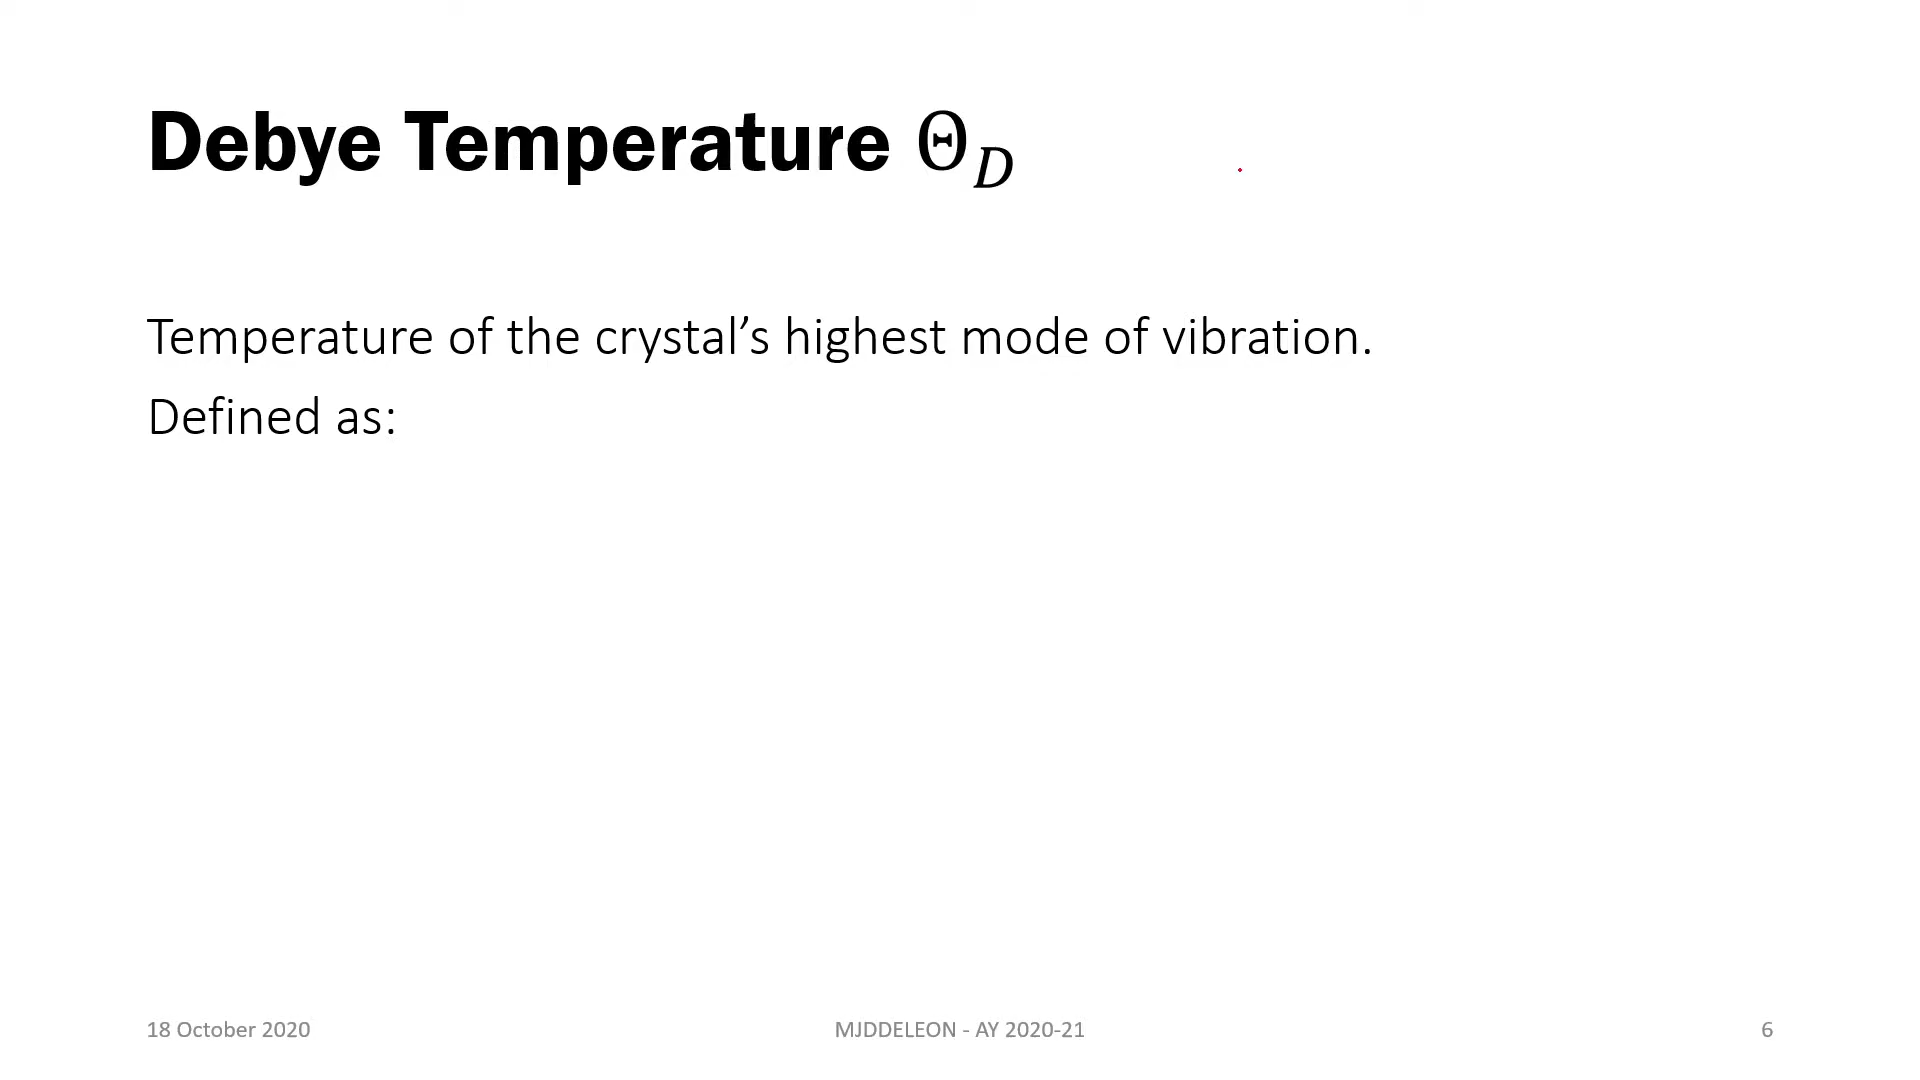 Debye Temperature Θ_D
Temperature of the crystal’s highest mode of vibration.
Defined as:
18 October 2020
MJDDELEON - AY 2020-21
6